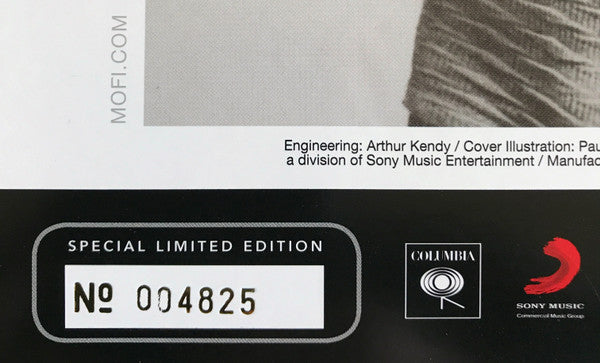 MOFI.COM
Engineering: Arthur Kendy / Cover Illustration: Pau
a division of Sony Music Entertainment / Manufac
SPECIAL LIMITED EDITION
Nº 004825
COLUMBIA
SONY MUSIC
Commercial Music Group